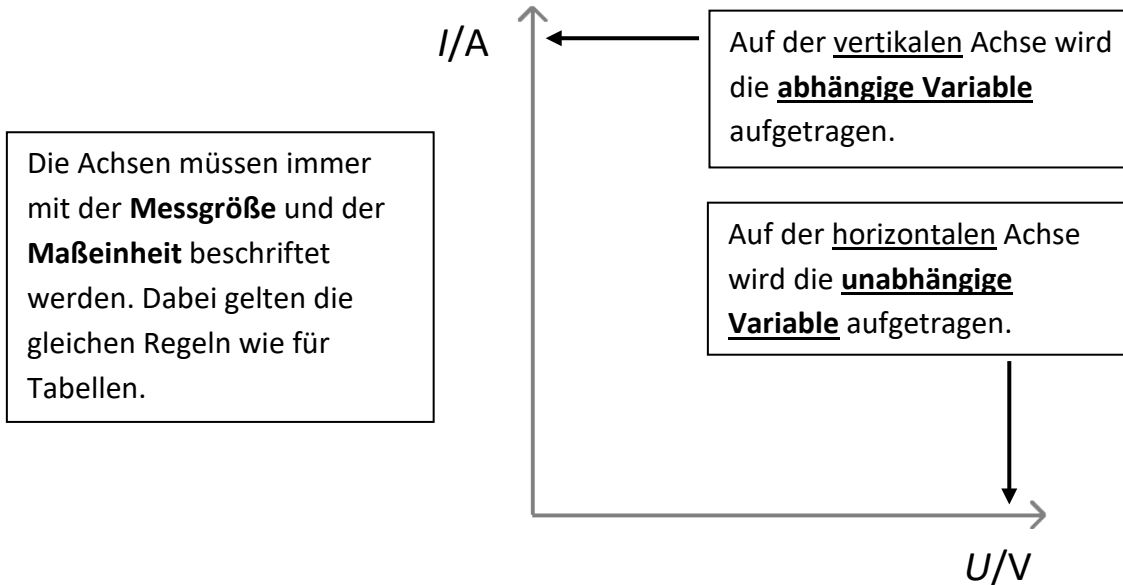 I/A
Auf der vertikalen Achse wird
die abhängige Variable
aufgetragen.
Die Achsen müssen immer
mit der Messgröße und der
Maßeinheit beschriftet
werden. Dabei gelten die
gleichen Regeln wie für
Tabellen.
Auf der horizontalen Achse
wird die unabhängige
Variable aufgetragen.
U/V